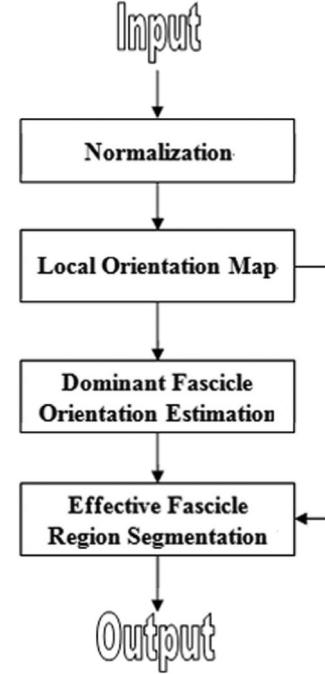 Input
Normalization
Local Orientation Map
Dominant Fascicle
Orientation Estimation
Effective Fascicle
Region Segmentation
Output